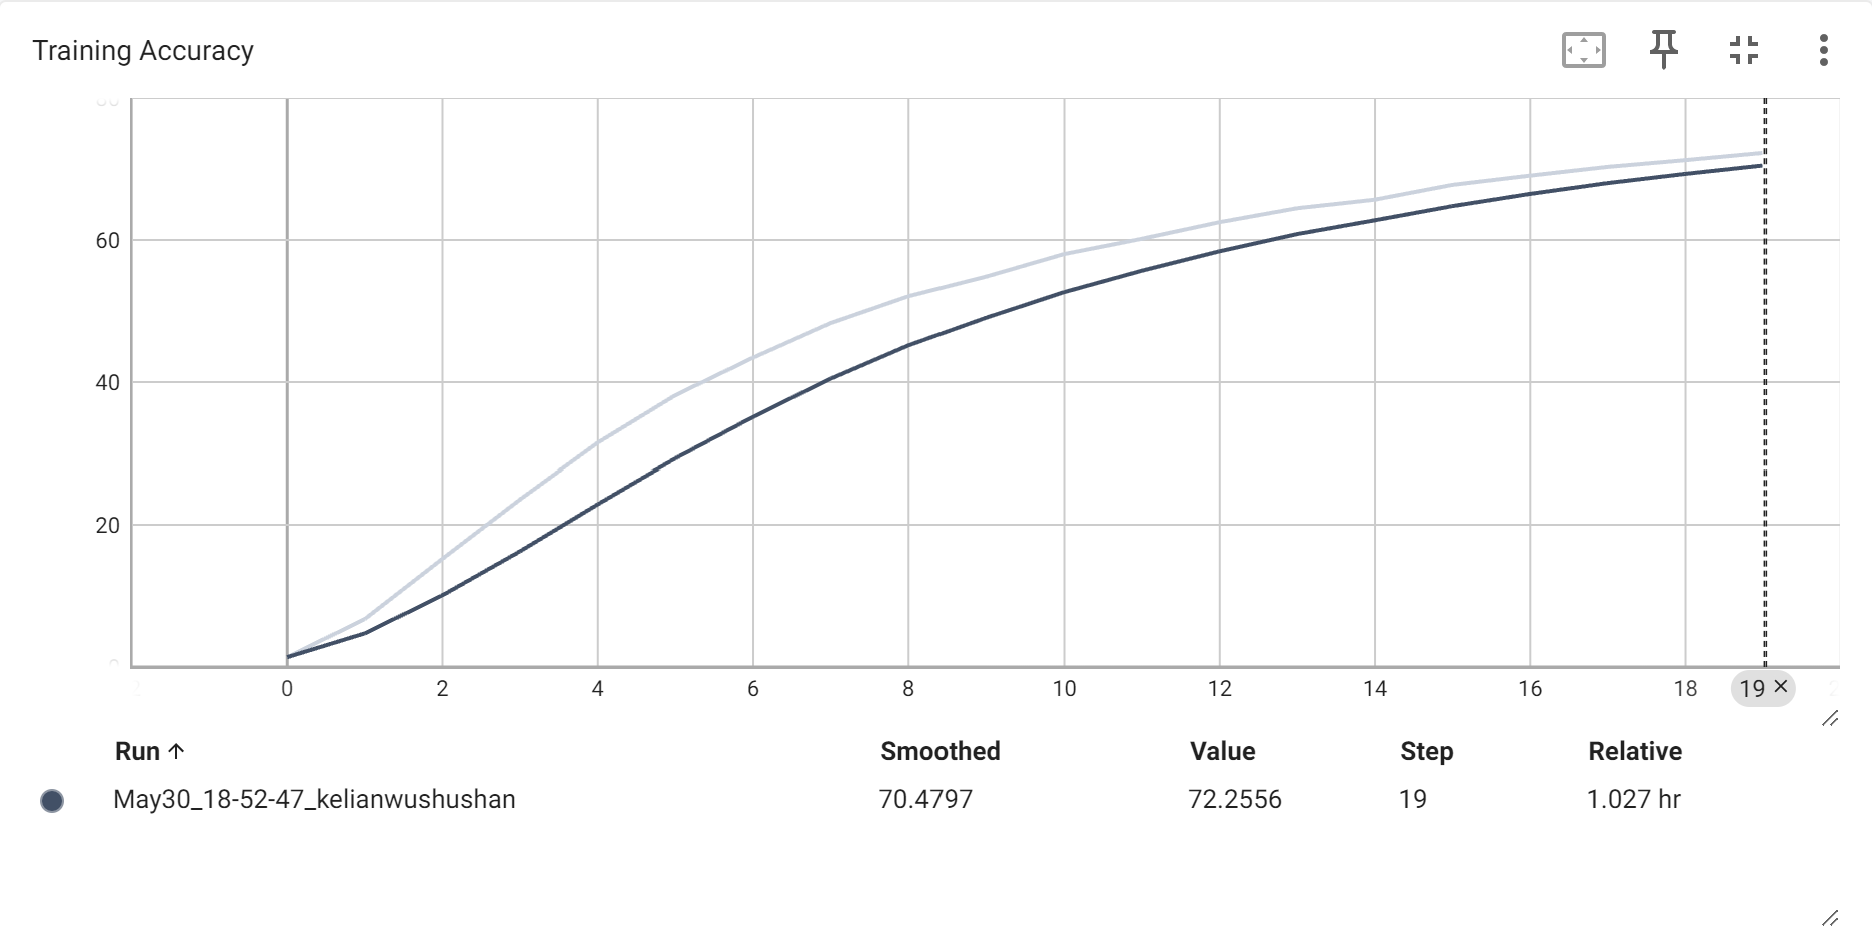 Training Accuracy
60
40
20
0 2 4 6 8 10 12 14 16 18 19
Run Smoothed Value Step Relative
May30_18-52-47_kelianwushushan 70.4797 72.2556 19 1.027 hr